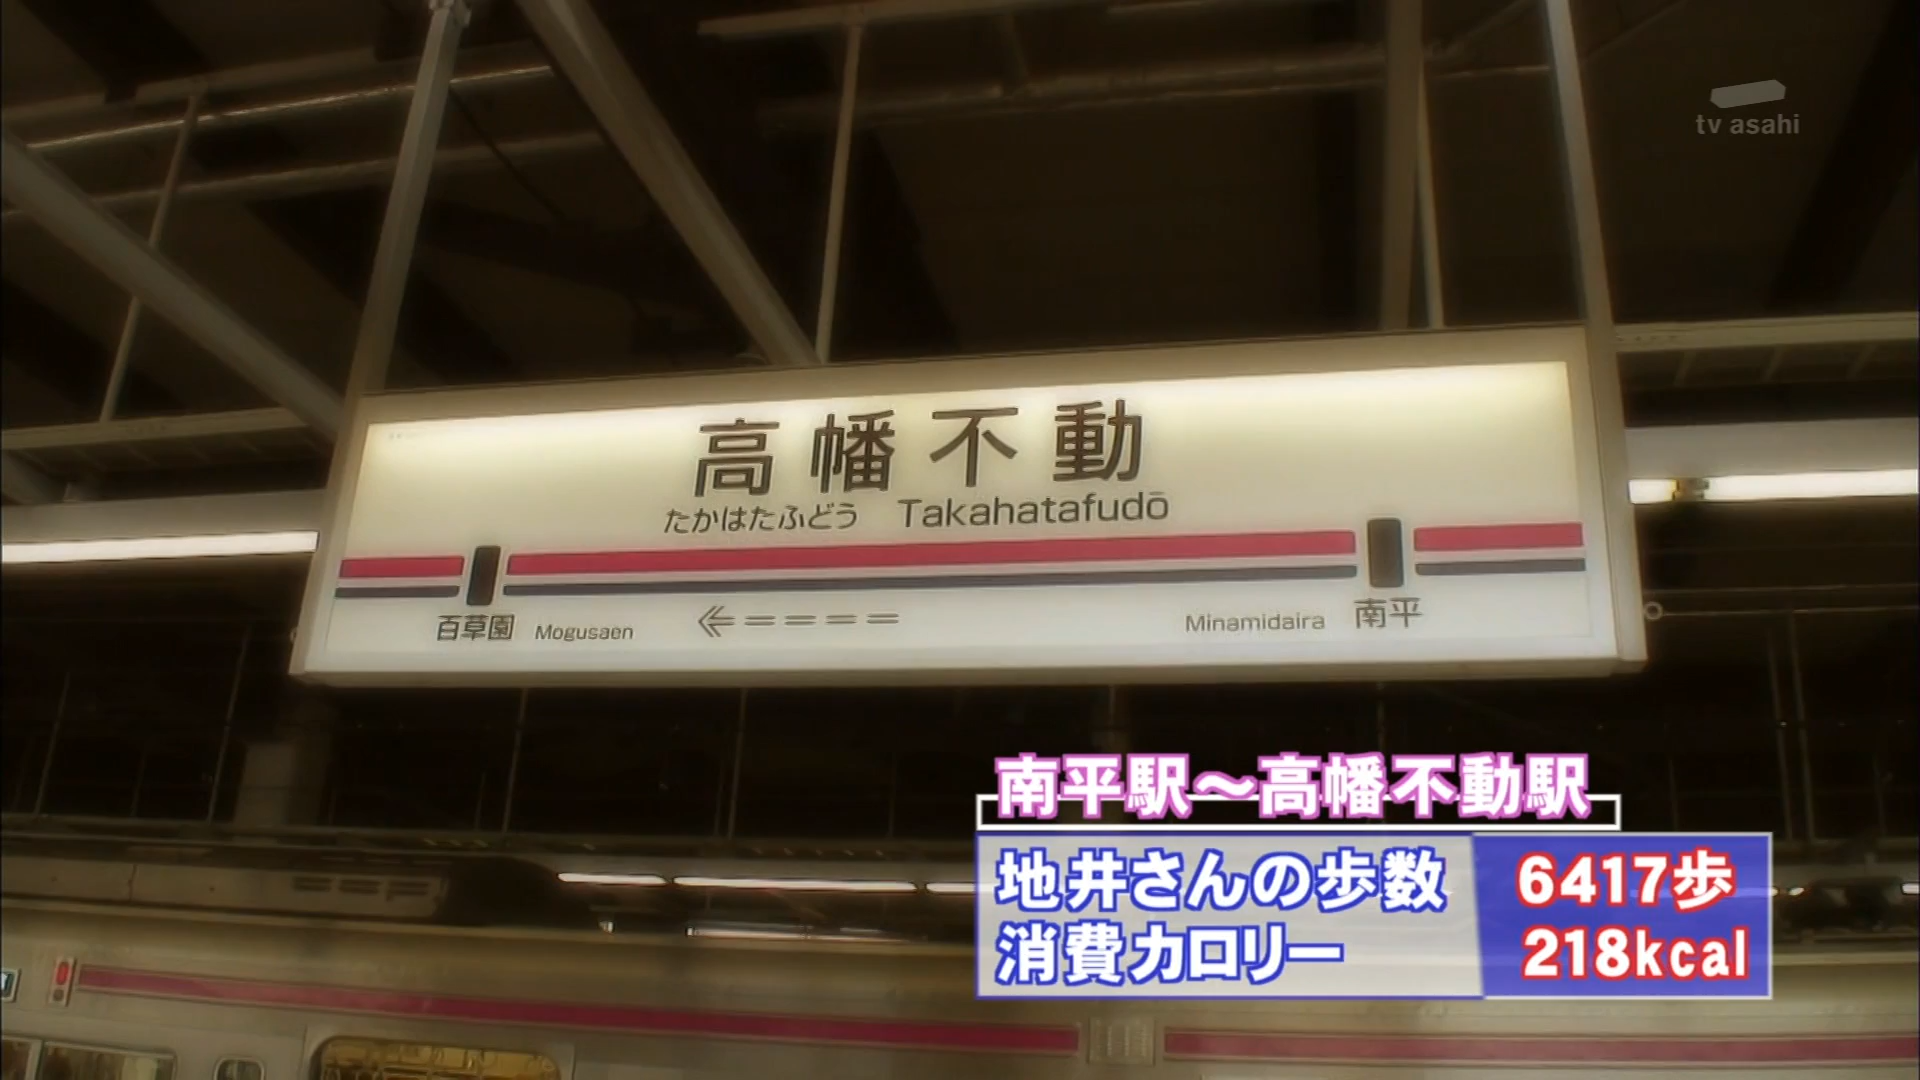 tv asahi
高幡不動
たかはたふどう Takahatafudō
百草園 Mogusaen
Minamidaira 南平
南平駅〜高幡不動駅
地井さんの歩数 6417歩
消費カロリー 218kcal